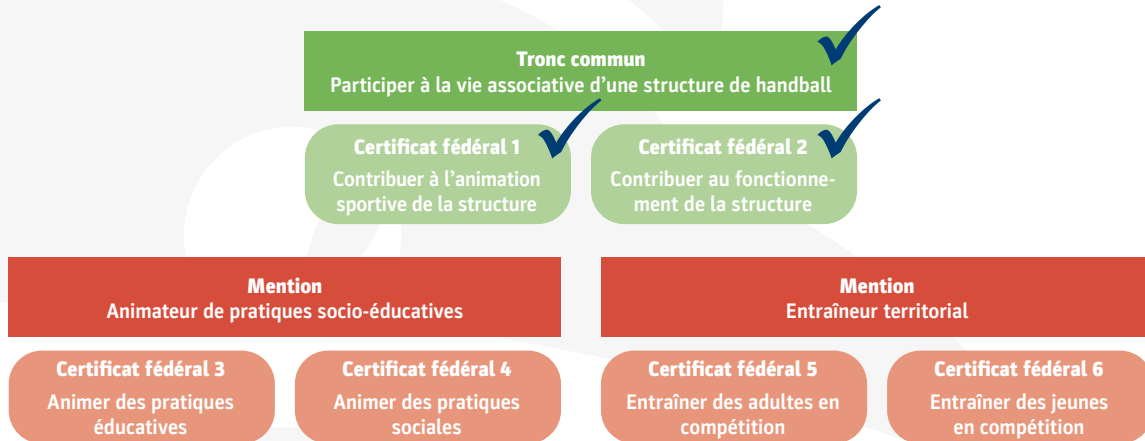 Tronc commun
Participer à la vie associative d'une structure de handball
Certificat fédéral 1
Contribuer à l'animation
sportive de la structure
Certificat fédéral 2
Contribuer au fonctionne-
ment de la structure
Mention
Animateur de pratiques socio-éducatives
Mention
Entraîneur territorial
Certificat fédéral 3
Animer des pratiques
éducatives
Certificat fédéral 4
Animer des pratiques
sociales
Certificat fédéral 5
Entraîner des adultes en
compétition
Certificat fédéral 6
Entraîner des jeunes
en compétition